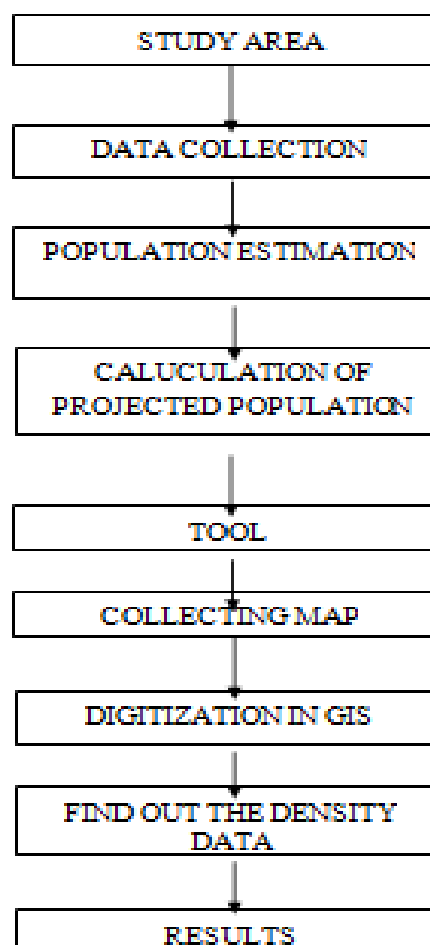 STUDY AREA
DATA COLLECTION
POPULATION ESTIMATION
CALUCULATION OF
PROJECTED POPULATION
TOOL
COLLECTING MAP
DIGITIZATION IN GIS
FIND OUT THE DENSITY
DATA
RESULTS